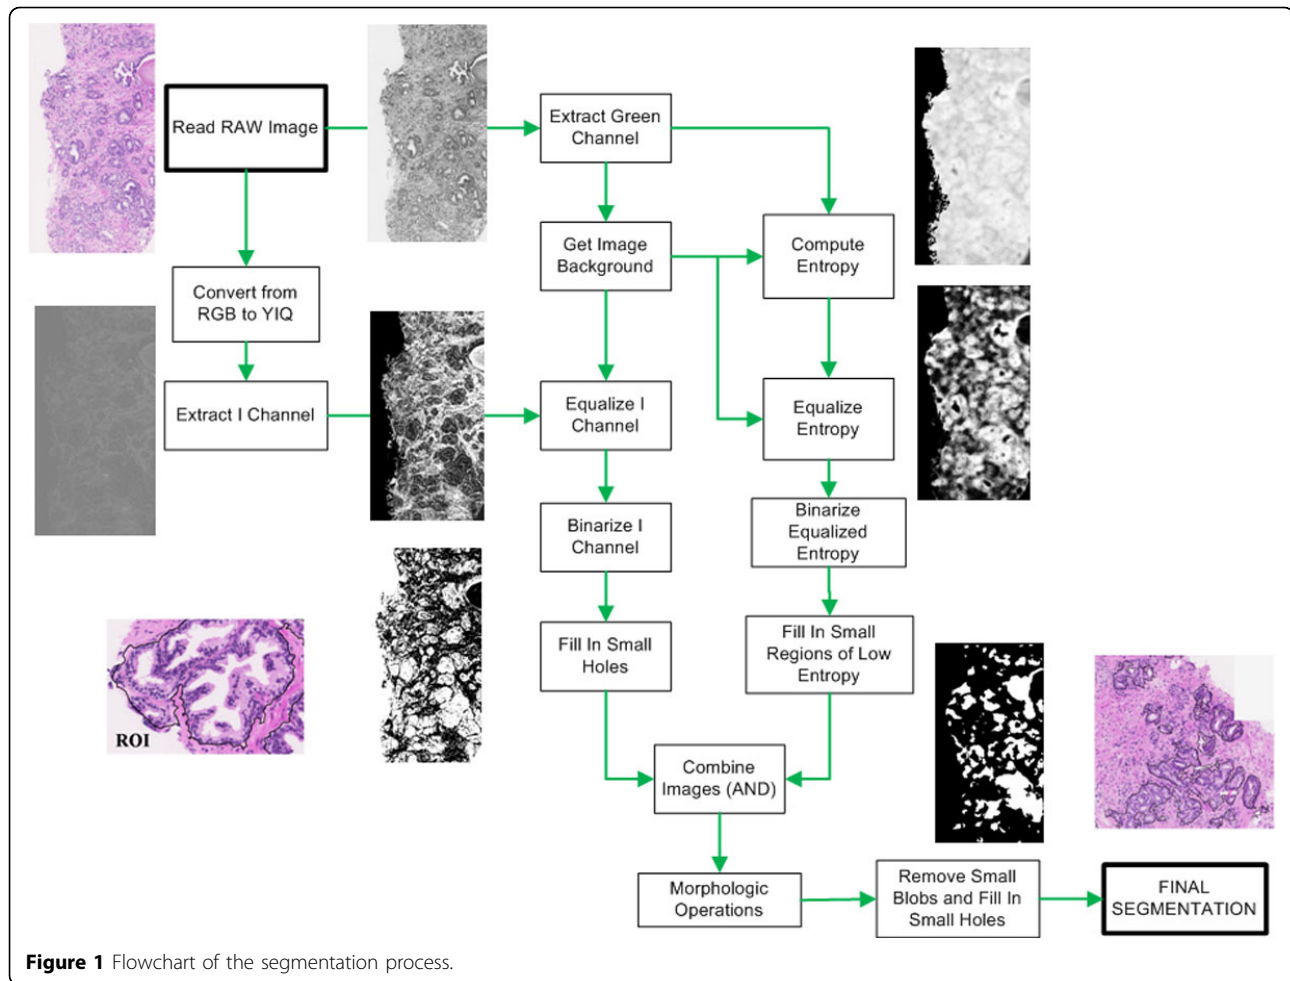 Read RAW Image
Extract Green
Channel
Get Image
Background
Compute
Entropy
Convert from
RGB to YIQ
Extract I Channel
Equalize I
Channel
Equalize
Entropy
Binarize I
Channel
Binarize
Equalized
Entropy
Fill In Small
Holes
Fill In Small
Regions of Low
Entropy
ROI
Combine
Images (AND)
Morphologic
Operations
Remove Small
Blobs and Fill In
Small Holes
FINAL
SEGMENTATION
Figure 1 Flowchart of the segmentation process.